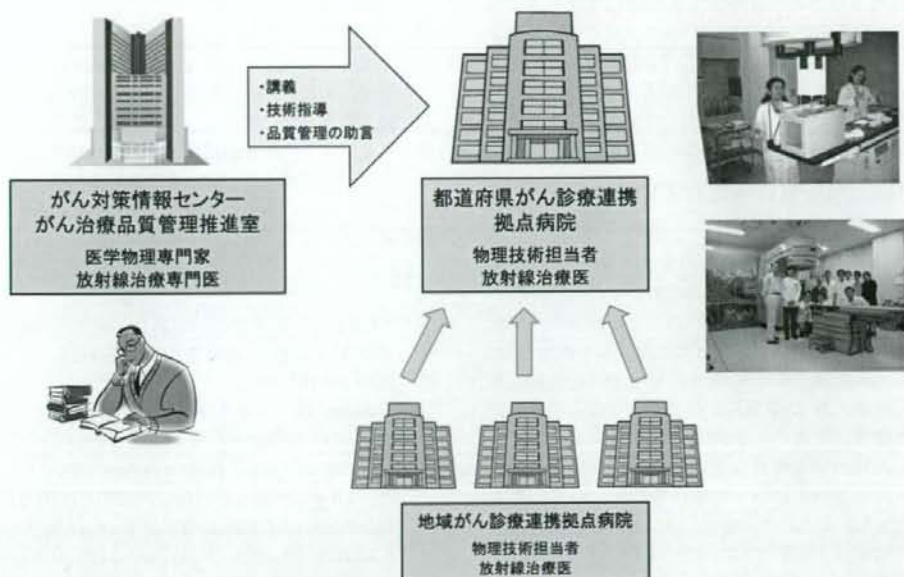 ・講義
・技術指導
・品質管理の助言
がん対策情報センター
がん治療品質管理推進室
医学物理専門家
放射線治療専門医
都道府県がん診療連携
拠点病院
物理技術担当者
放射線治療医
地域がん診療連携拠点病院
物理技術担当者
放射線治療医